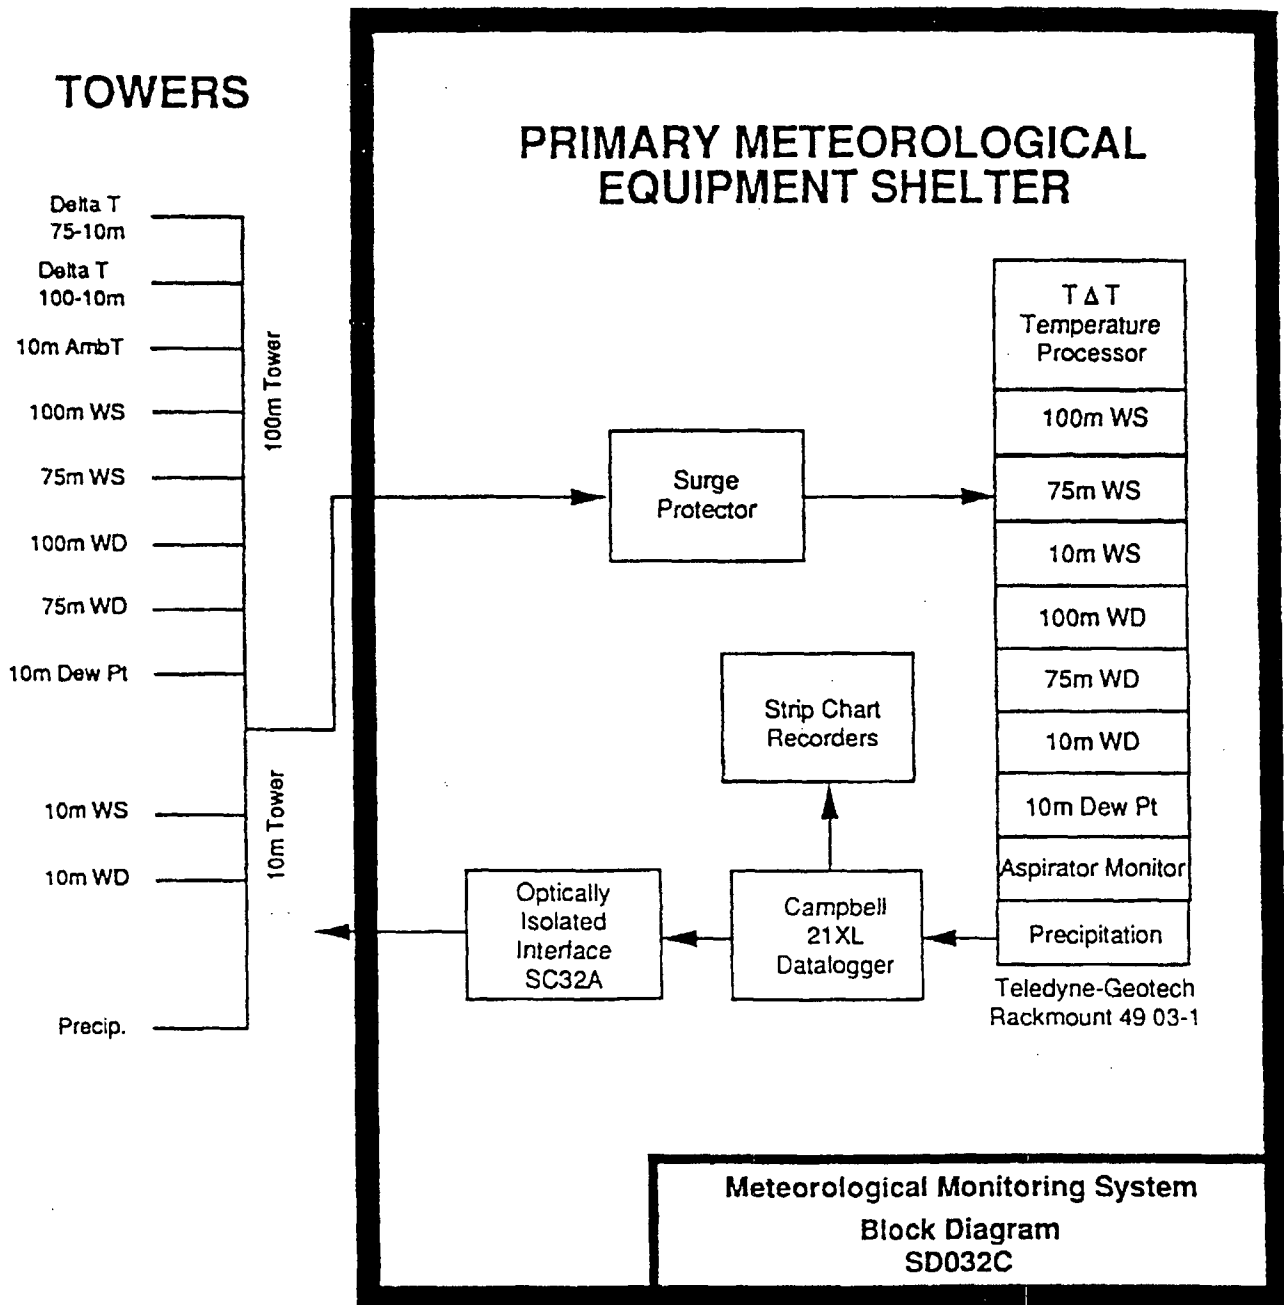 TOWERS
Delta T
75-10m
Delta T
100-10m
10m AmbT
100m WS
75m WS
100m WD
75m WD
10m Dew Pt
10m WS
10m WD
Precip.
100m Tower
10m Tower
PRIMARY METEOROLOGICAL
EQUIPMENT SHELTER
Surge
Protector
T Δ T
Temperature
Processor
100m WS
75m WS
10m WS
100m WD
75m WD
10m WD
10m Dew Pt
Aspirator Monitor
Precipitation
Teledyne-Geotech
Rackmount 49 03-1
Strip Chart
Recorders
Campbell
21XL
Datalogger
Optically
Isolated
Interface
SC32A
Meteorological Monitoring System
Block Diagram
SD032C